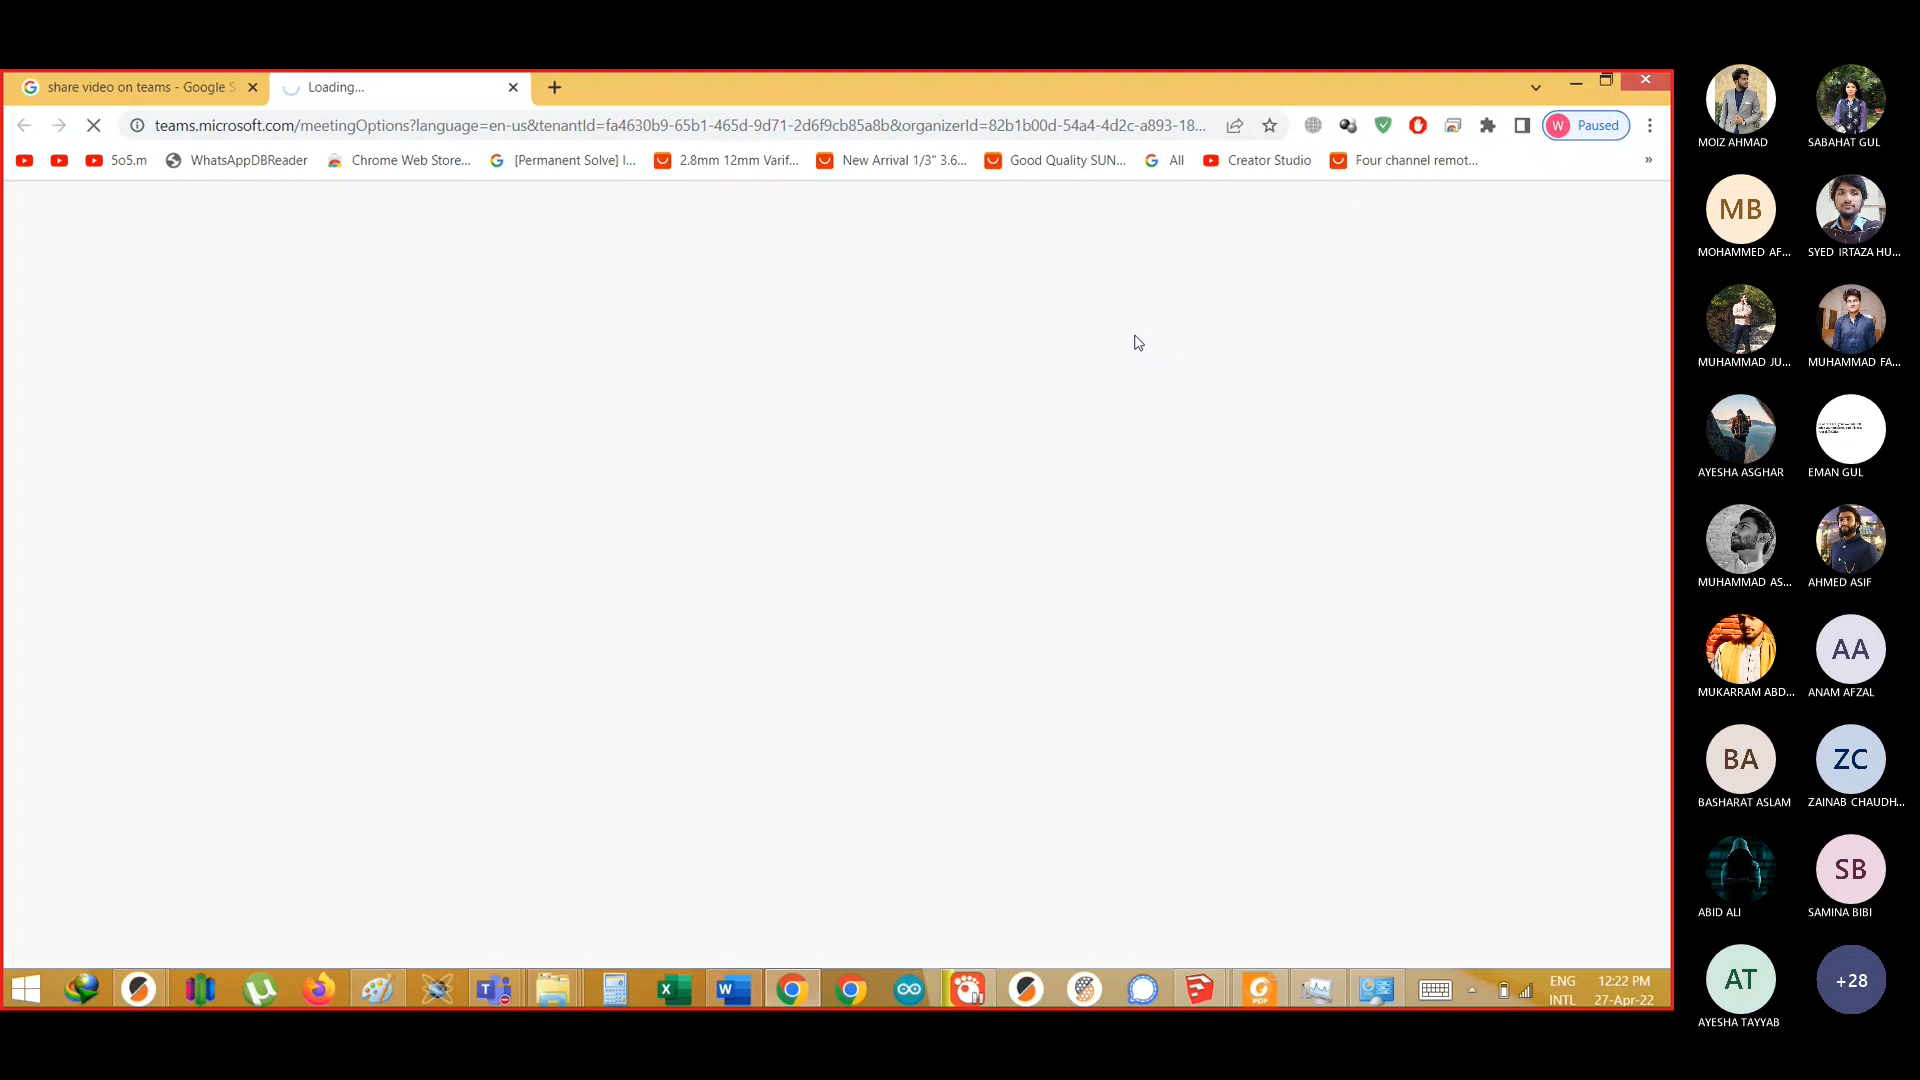 share video on teams - Google S
Loading...
teams.microsoft.com/meetingOptions?language=en-us&tenantId=fa4630b9-65b1-465d-9d71-2d6f9cb85a8b&organizerId=82b1b00d-54a4-4d2c-a893-18...
W Paused
5o5.m
WhatsAppDBReader
Chrome Web Store...
[Permanent Solve] I...
2.8mm 12mm Varif...
New Arrival 1/3" 3.6...
Good Quality SUN...
All
Creator Studio
Four channel remot...
»
MOIZ AHMAD
SABAHAT GUL
MB
MOHAMMED AF...
SYED IRTAZA HU...
MUHAMMAD JU...
MUHAMMAD FA...
AYESHA ASGHAR
EMAN GUL
MUHAMMAD AS...
AHMED ASIF
MUKARRAM ABD...
AA
ANAM AFZAL
BA
BASHARAT ASLAM
ZC
ZAINAB CHAUDH...
ABID ALI
SB
SAMINA BIBI
AT
AYESHA TAYYAB
+28
ENG
INTL
12:22 PM
27-Apr-22